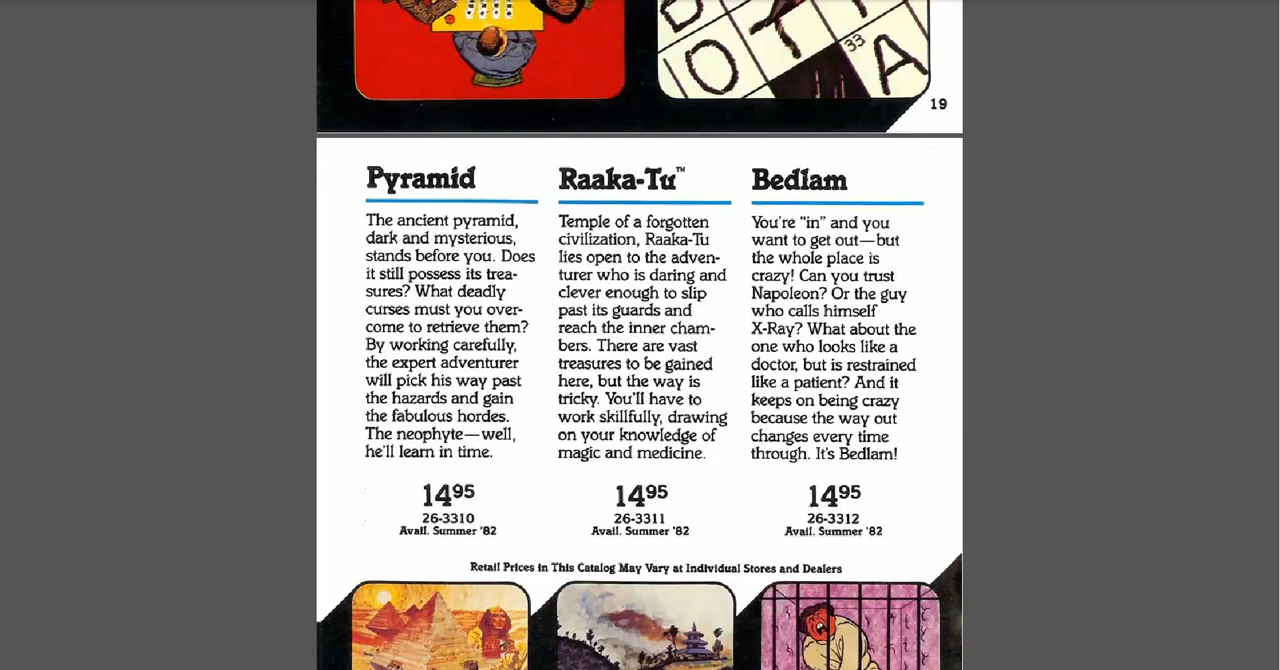 B
O
T
33
A
19
Pyramid
The ancient pyramid,
dark and mysterious,
stands before you. Does
it still possess its trea-
sures? What deadly
curses must you over-
come to retrieve them?
By working carefully,
the expert adventurer
will pick his way past
the hazards and gain
the fabulous hordes.
The neophyte—well,
he'll learn in time.
14 95
26-3310
Avail. Summer '82
Raaka-Tu™
Temple of a forgotten
civilization, Raaka-Tu
lies open to the adven-
turer who is daring and
clever enough to slip
past its guards and
reach the inner cham-
bers. There are vast
treasures to be gained
here, but the way is
tricky. You'll have to
work skillfully, drawing
on your knowledge of
magic and medicine.
14 95
26-3311
Avail. Summer '82
Bedlam
You're "in" and you
want to get out—but
the whole place is
crazy! Can you trust
Napoleon? Or the guy
who calls himself
X-Ray? What about the
one who looks like a
doctor, but is restrained
like a patient? And it
keeps on being crazy
because the way out
changes every time
through. It's Bedlam!
14 95
26-3312
Avail. Summer '82
Retail Prices in This Catalog May Vary at Individual Stores and Dealers